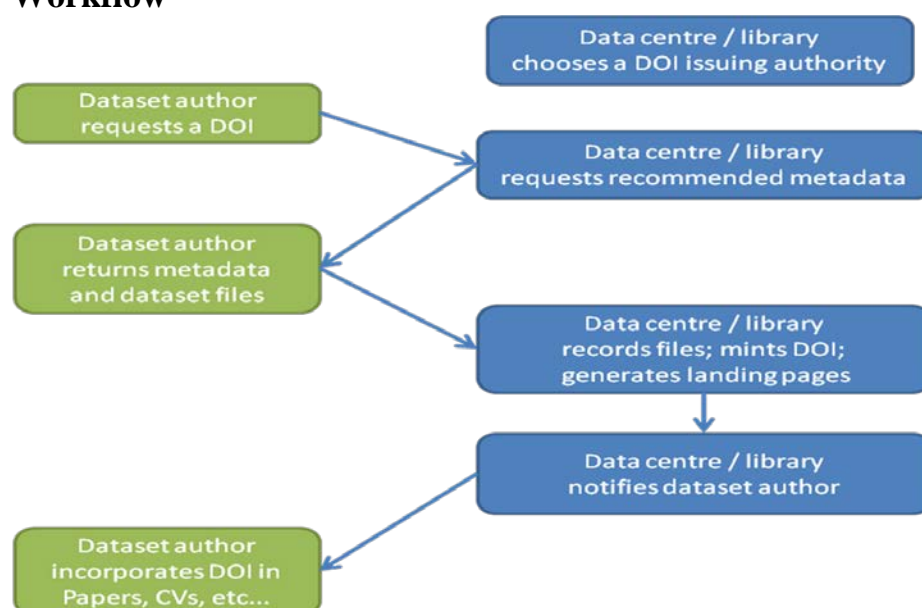 Workflow
Data centre / library
chooses a DOI issuing authority
Dataset author
requests a DOI
Data centre / library
requests recommended metadata
Dataset author
returns metadata
and dataset files
Data centre / library
records files; mints DOI;
generates landing pages
Data centre / library
notifies dataset author
Dataset author
incorporates DOI in
Papers, CVs, etc...